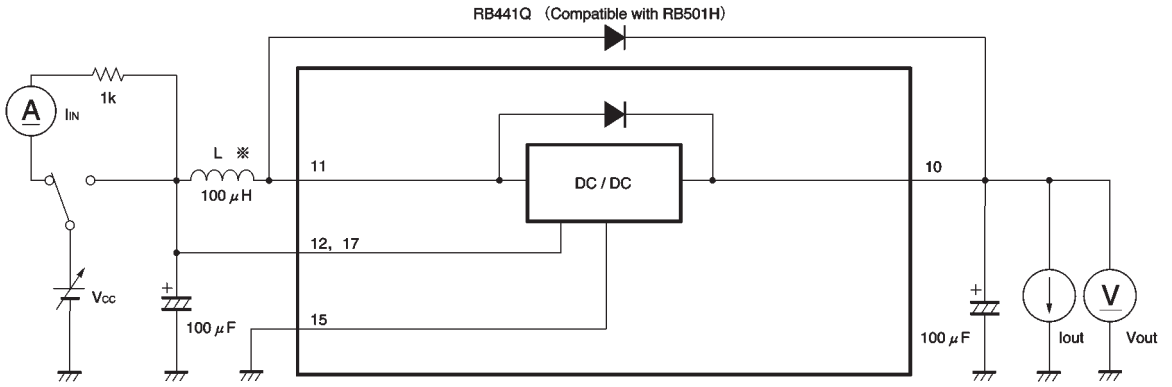 RB441Q (Compatible with RB501H)
A
IIN
1k
L ※
100 μH
11
DC / DC
10
12, 17
VCC
+
100 μF
15
+
100 μF
Iout
V
Vout